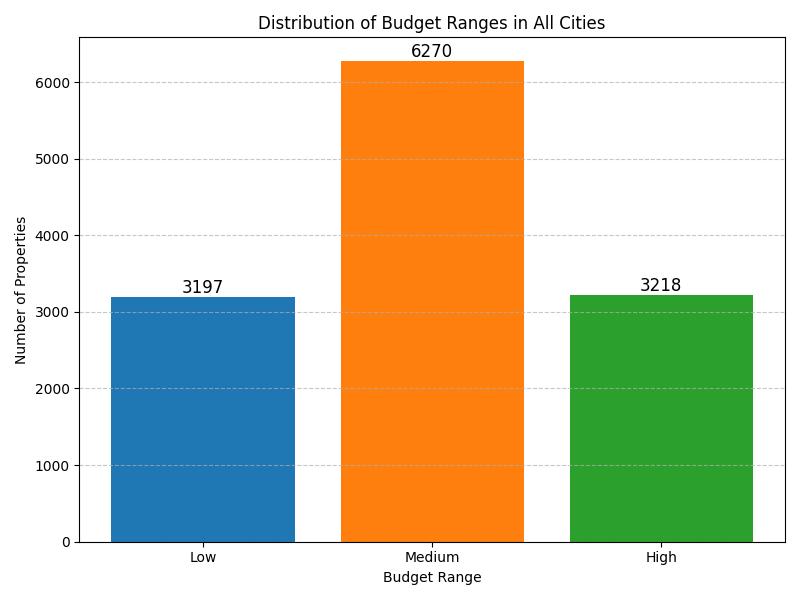 Distribution of Budget Ranges in All Cities
6270
3197
3218
6000
5000
4000
3000
2000
1000
0
Number of Properties
Low
Medium
High
Budget Range